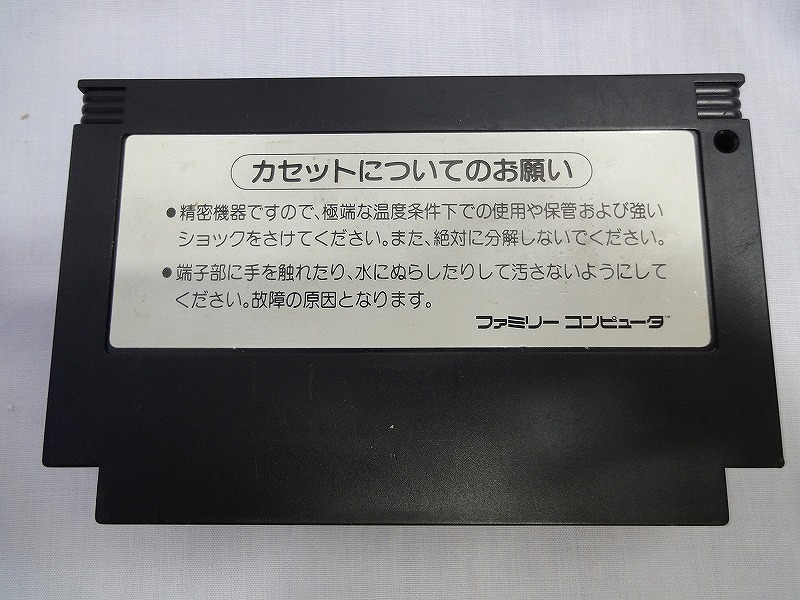 カセットについてのお願い
●精密機器ですので、極端な温度条件下での使用や保管および強い
ショックをさけてください。また、絶対に分解しないでください。
●端子部に手を触れたり、水にぬらしたりして汚さないようにして
ください。故障の原因となります。
ファミリー コンピュータ™